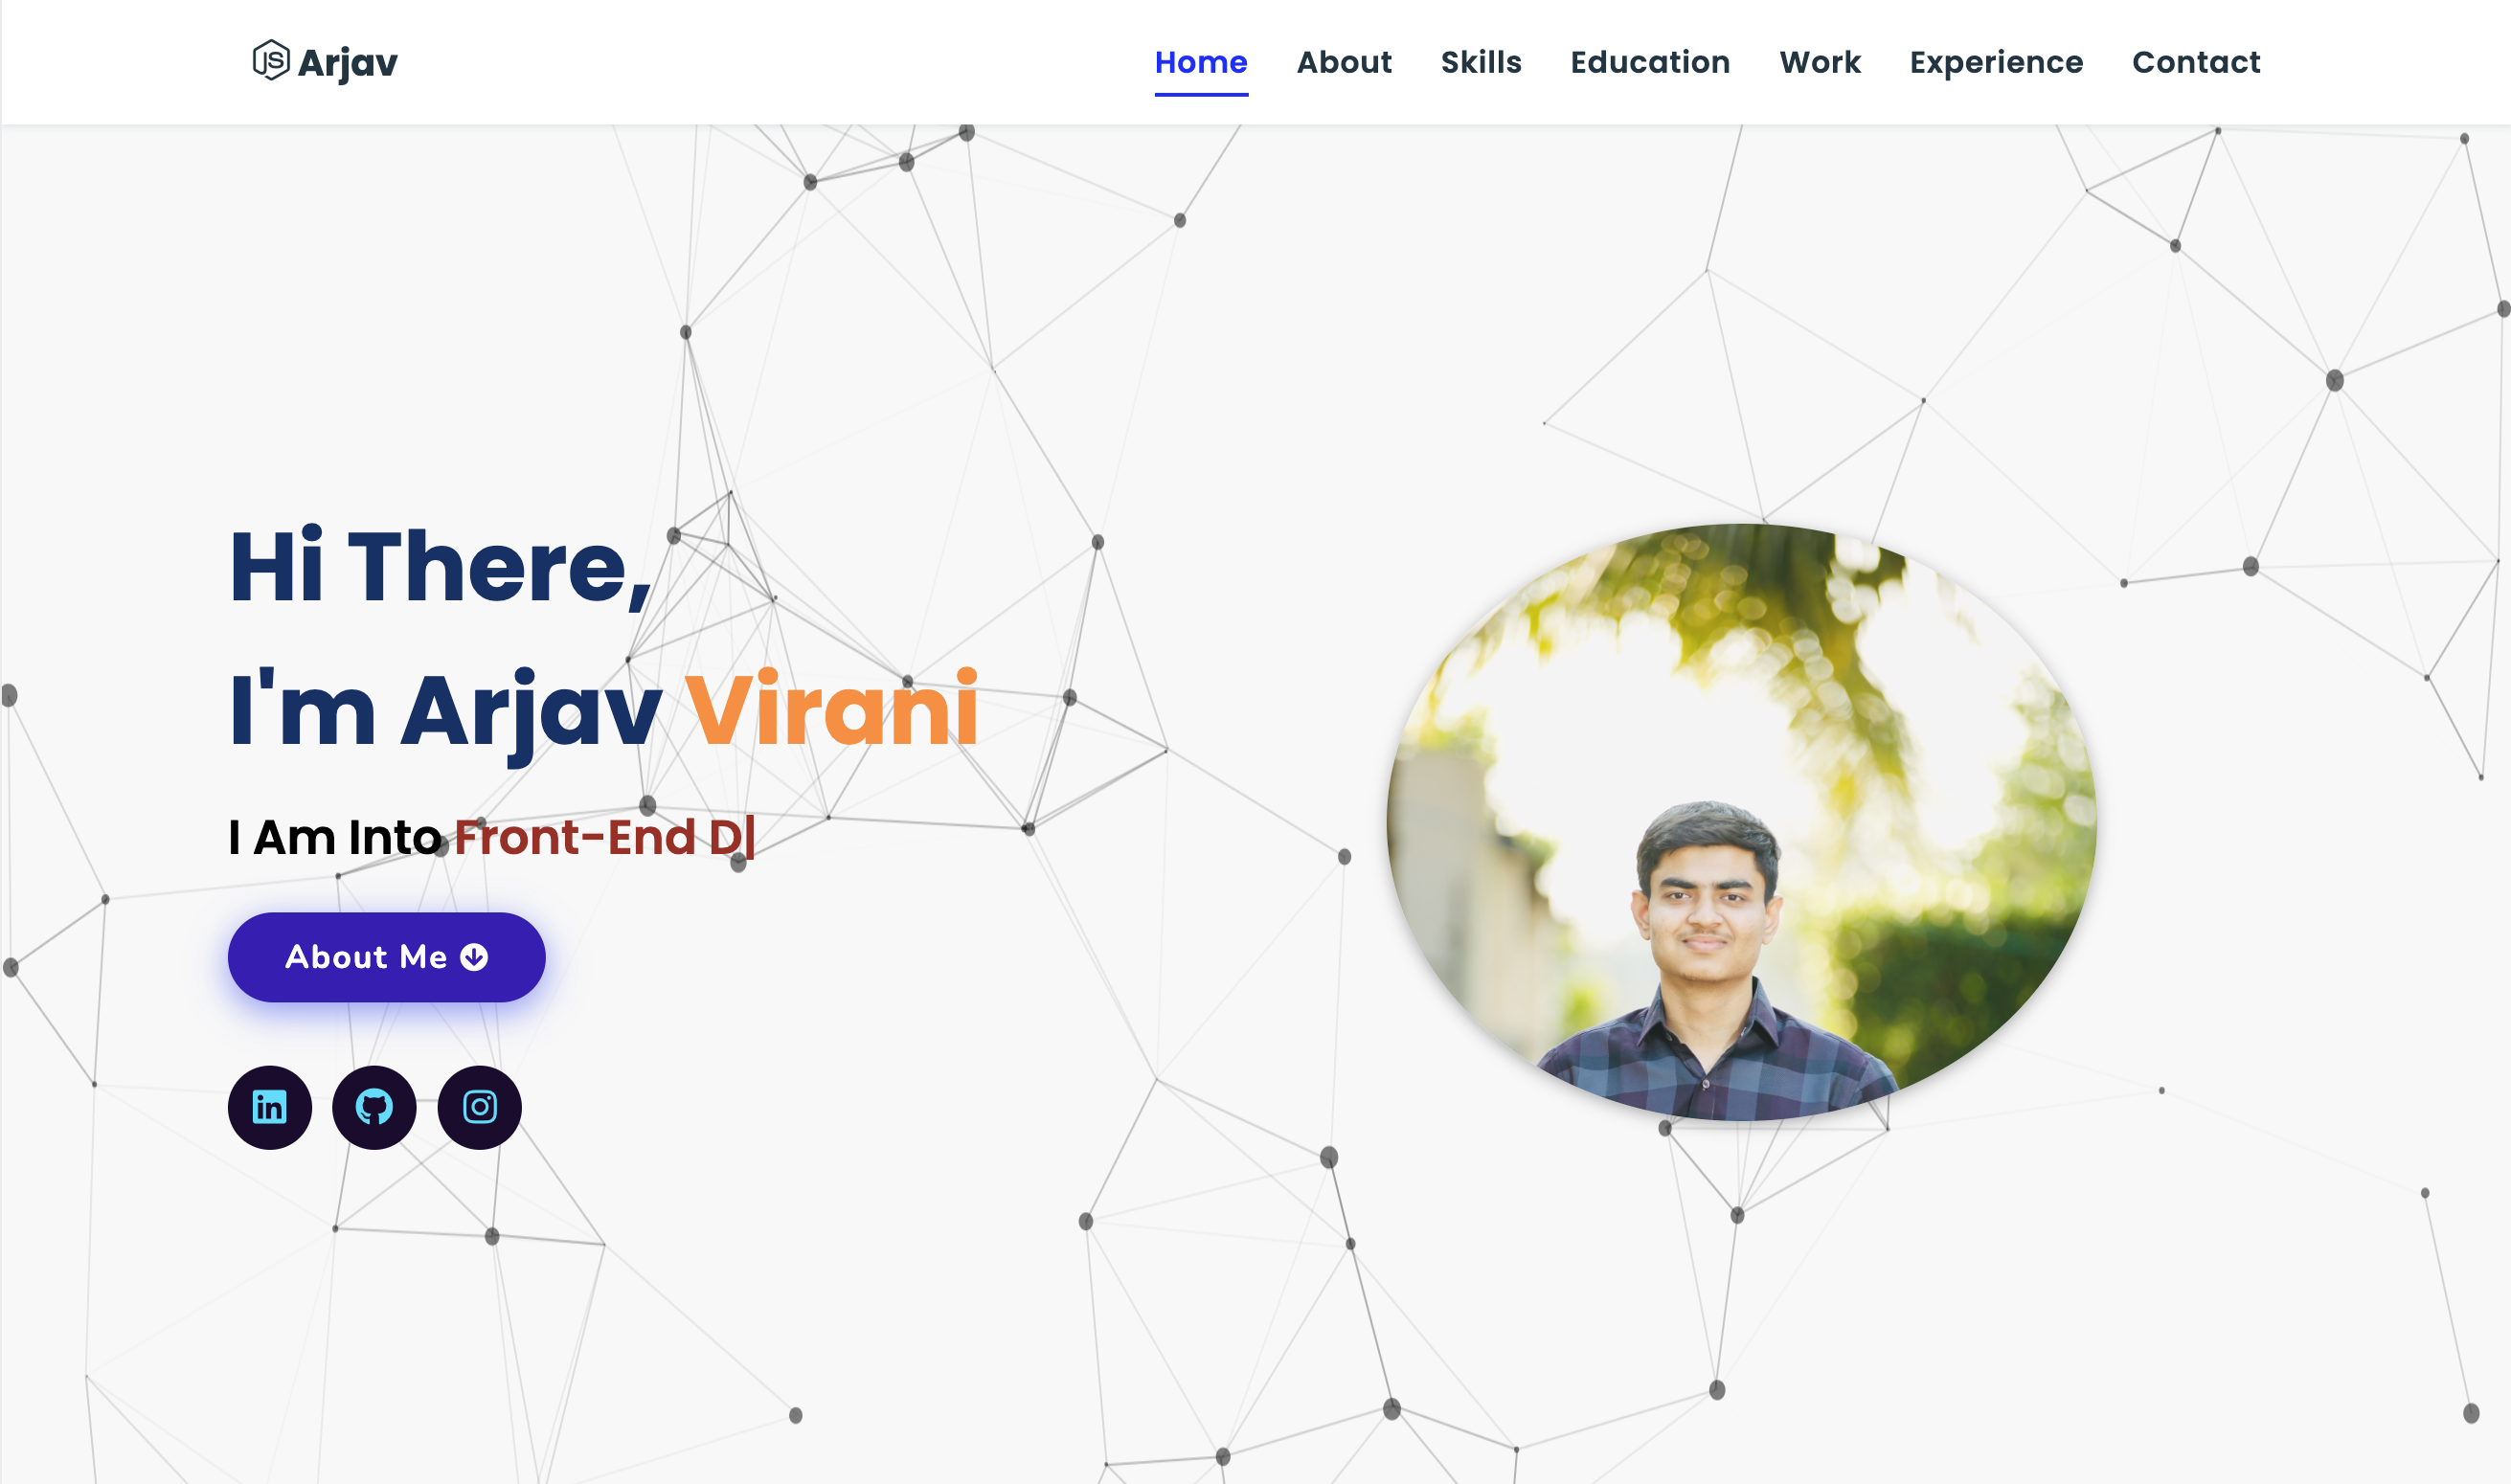 JS Arjav
Home About Skills Education Work Experience Contact
Hi There,
I'm Arjav Virani
I Am Into Front-End D|
About Me
in